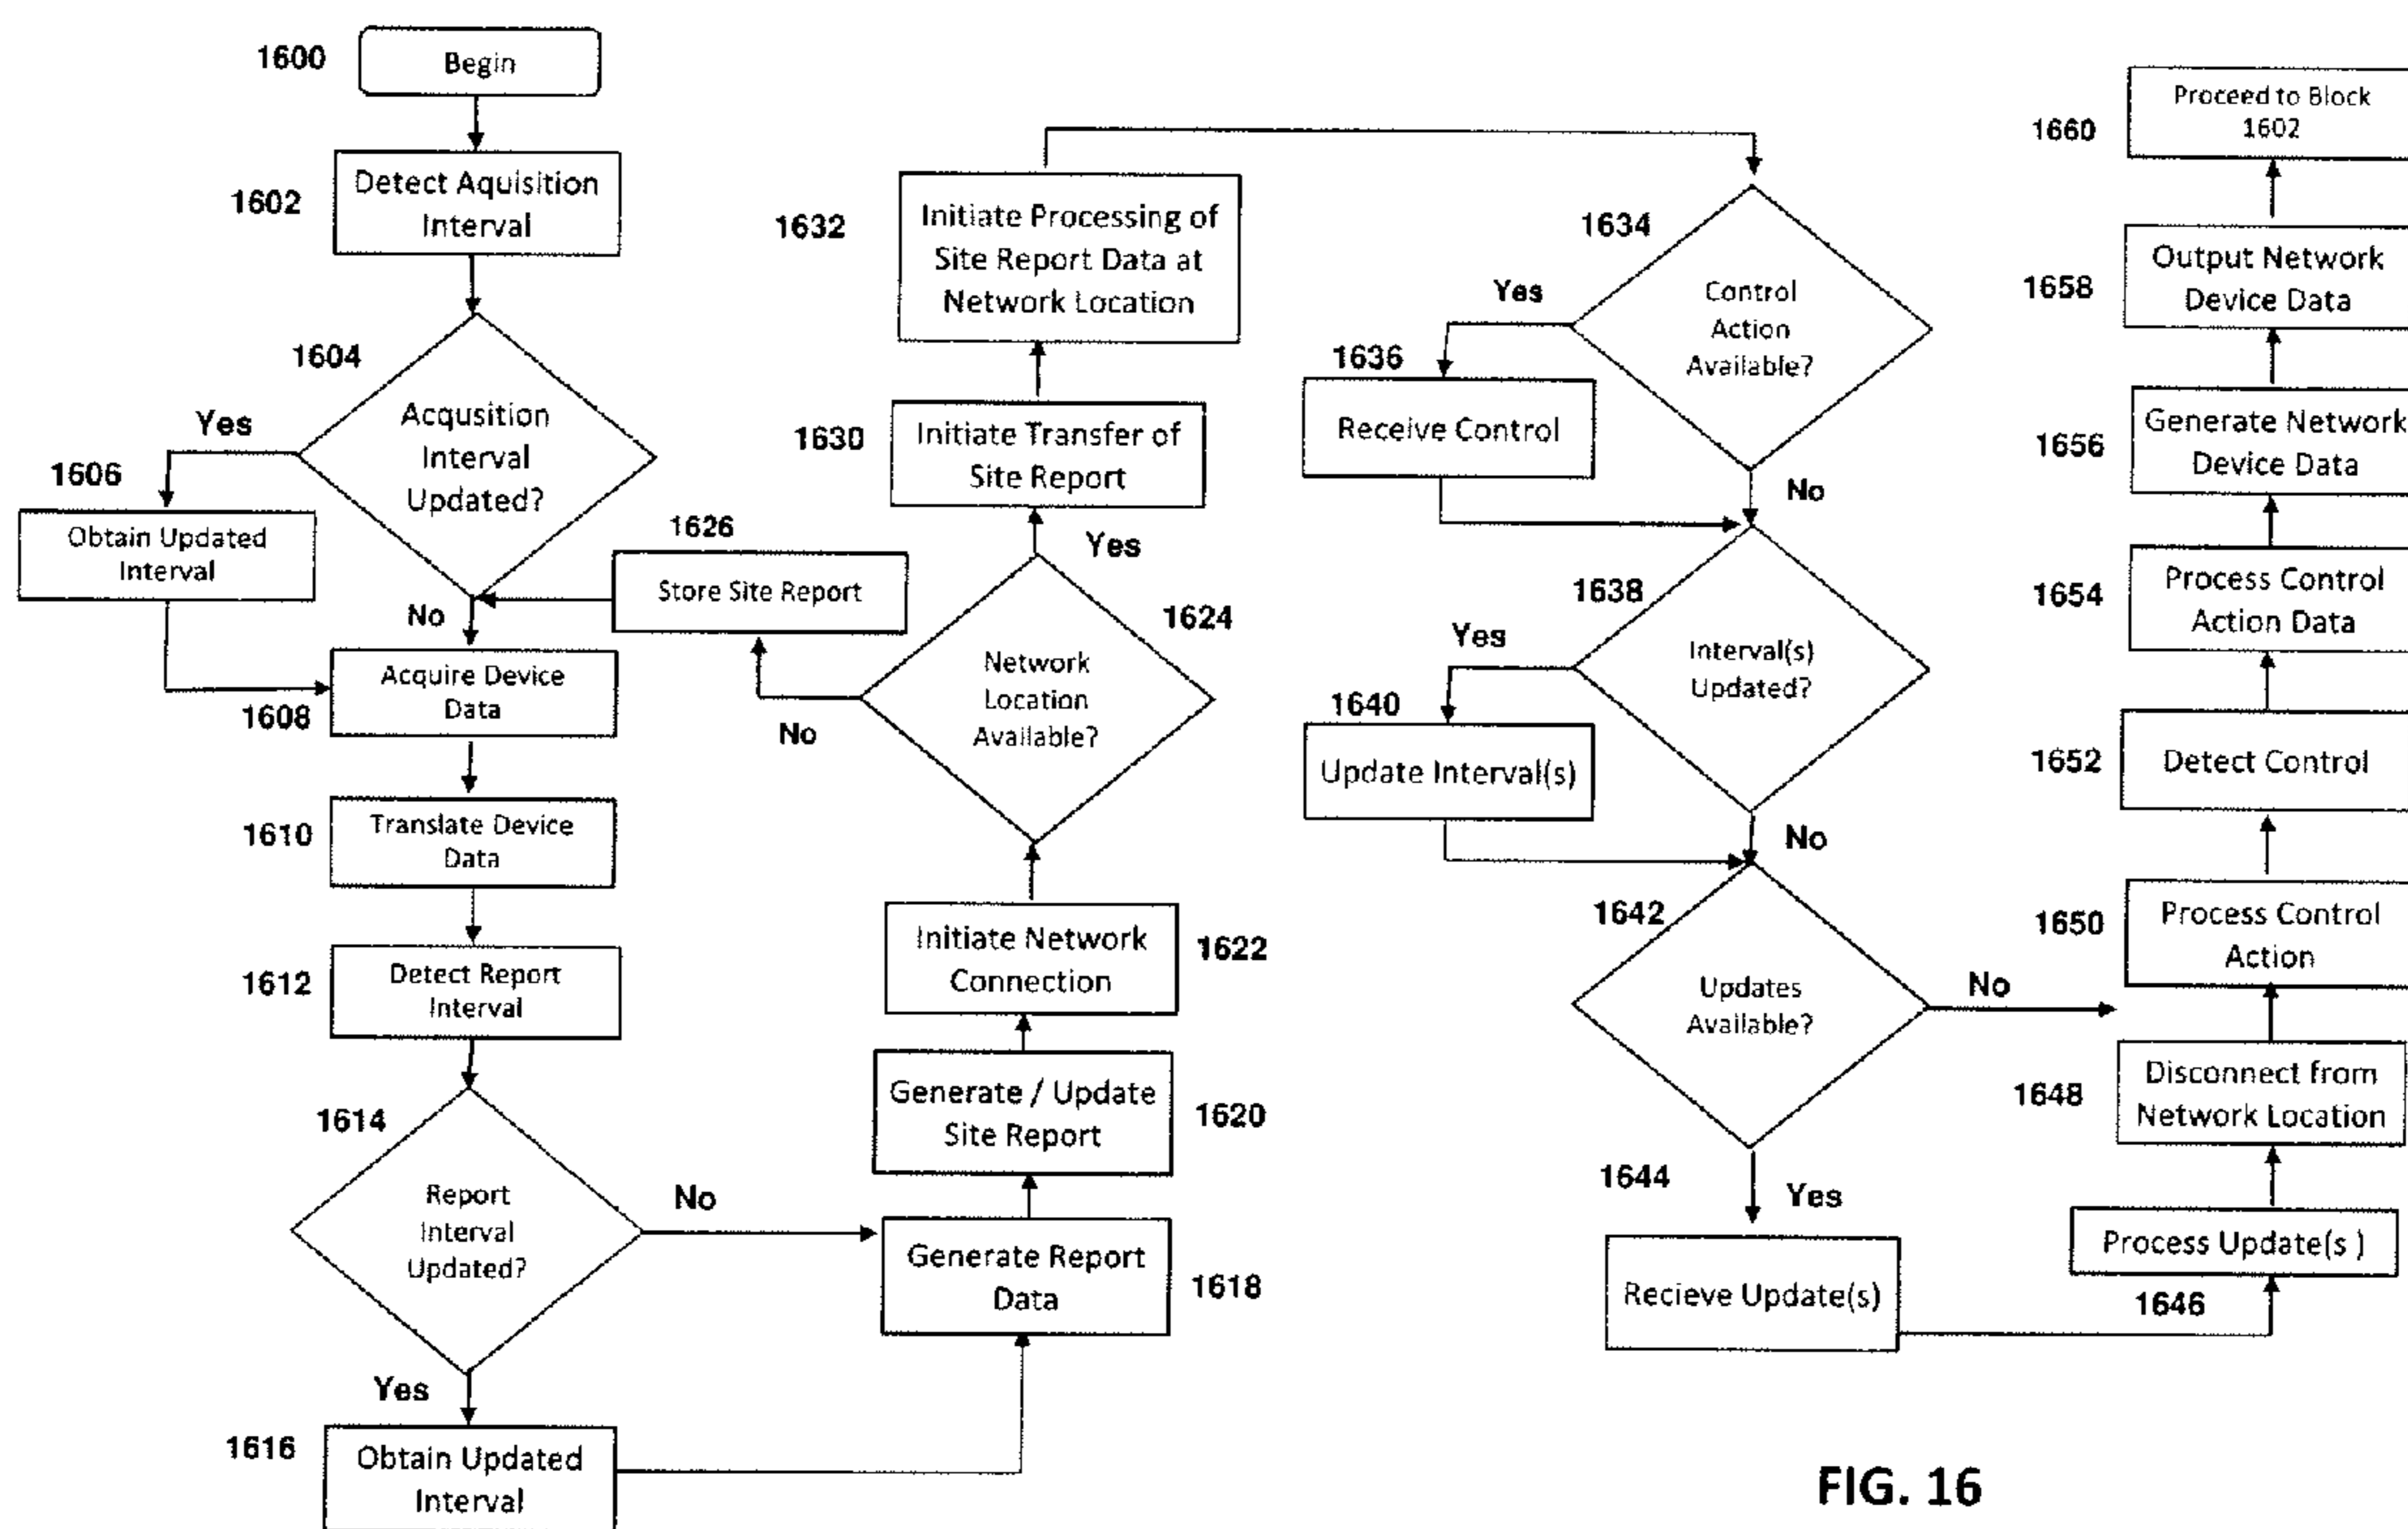 1600
Begin
1602
Detect Aquisition
Interval
1604
Acqusition
Interval
Updated?
Yes
No
1606
Obtain Updated
Interval
Acquire Device
Data
1608
1610
Translate Device
Data
1612
Detect Report
Interval
1614
Report
Interval
Updated?
No
Yes
1616
Obtain Updated
Interval
Generate Report
Data
1618
Generate / Update
Site Report
1620
Initiate Network
Connection
1622
1624
Network
Location
Available?
No
Yes
1626
Store Site Report
1630
Initiate Transfer of
Site Report
1632
Initiate Processing of
Site Report Data at
Network Location
1634
Control
Action
Available?
Yes
No
1636
Receive Control
1638
Interval(s)
Updated?
Yes
No
1640
Update Interval(s)
1642
Updates
Available?
No
Yes
1644
Recieve Update(s)
Process Update(s )
1646
1648
Disconnect from
Network Location
1650
Process Control
Action
1652
Detect Control
1654
Process Control
Action Data
1656
Generate Network
Device Data
1658
Output Network
Device Data
1660
Proceed to Block
1602
FIG. 16